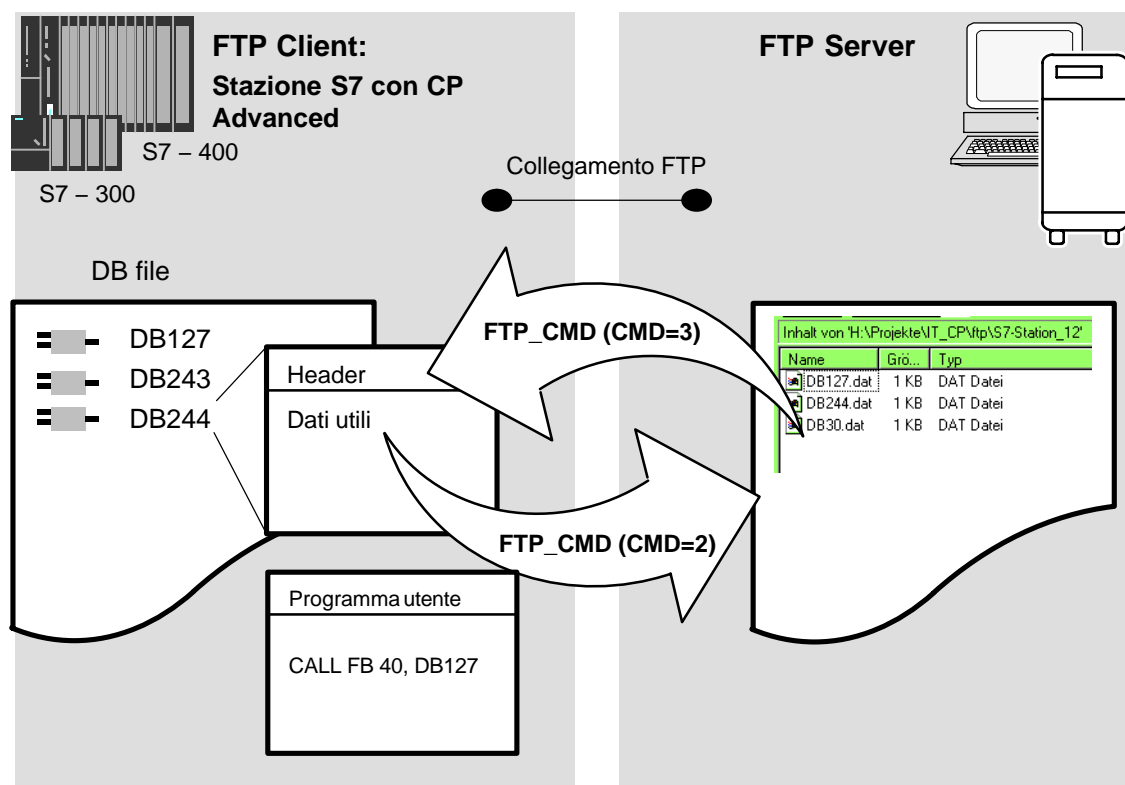 FTP Client:
Stazione S7 con CP
Advanced
S7 – 400
S7 – 300
FTP Server
Collegamento FTP
DB file
DB127
DB243
DB244
Header
Dati utili
FTP_CMD (CMD=3)
FTP_CMD (CMD=2)
Inhalt von 'H:\Projekte\IT_CP\ftp\S7-Station_12'
Name Grö... Typ
DB127.dat 1 KB DAT Datei
DB244.dat 1 KB DAT Datei
DB30.dat 1 KB DAT Datei
Programma utente
CALL FB 40, DB127